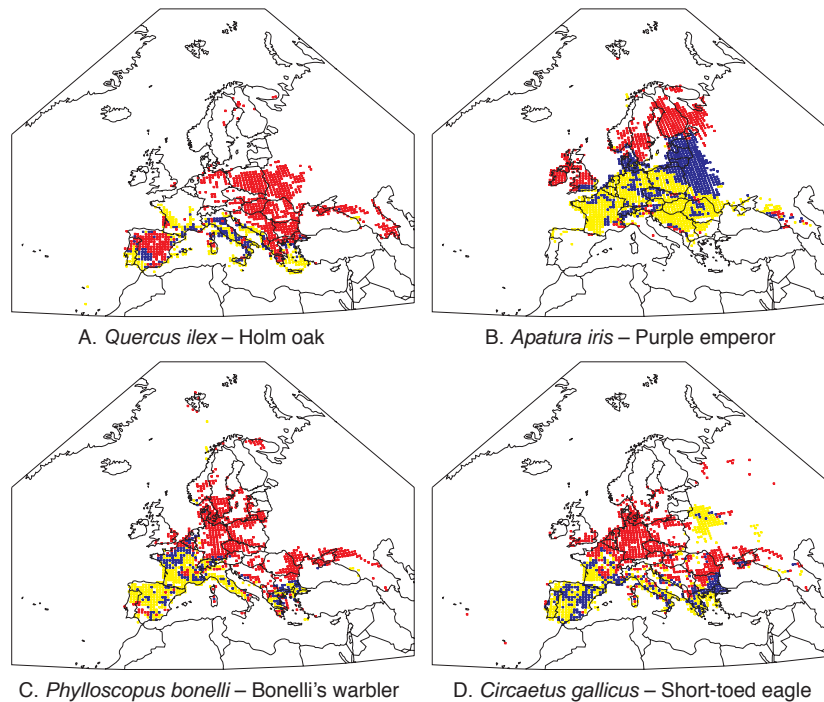 A. Quercus ilex – Holm oak
B. Apatura iris – Purple emperor
C. Phylloscopus bonelli – Bonelli's warbler
D. Circaetus gallicus – Short-toed eagle